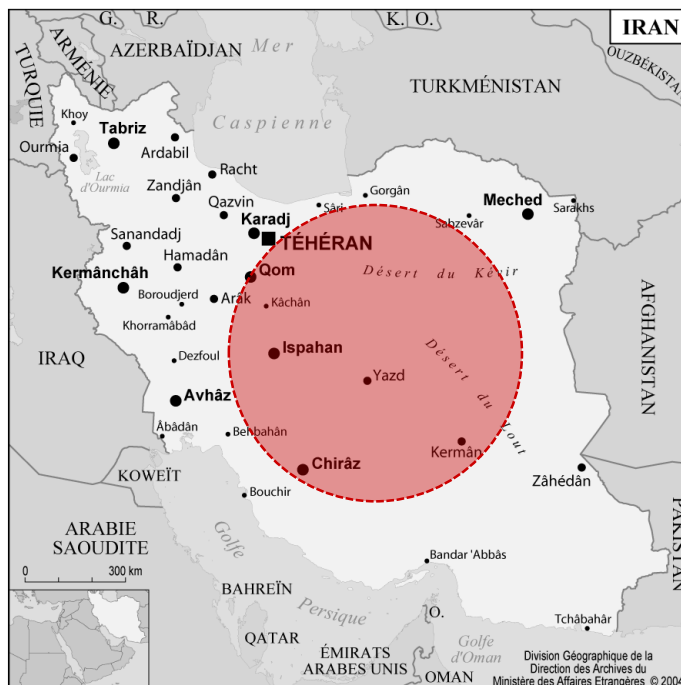 G.
R.
K.
O.
IRAN
AZERBAÏDJAN
ARMÉNIE
TURQUIE
Mer
Caspienne
TURKMÉNISTAN
OUZBÉKISTAN
Khoy
Tabriz
Ardabil
Ourmia
Lac
d'Ourmia
Racht
Zandjân
Qazvin
Karadj
Sâri
Gorgân
Sabzevâr
Meched
Sarakhs
TÉHÉRAN
Sanandadj
Hamadân
Qom
Désert du Kévir
Kermânchâh
Boroudjerd
Arâk
Kâchân
Khorramâbâd
AFGHANISTAN
IRAQ
Dezfoul
Ispahan
Yazd
Désert du Lout
Avhâz
Âbâdân
Behbahân
Kermân
Chirâz
Zâhédân
KOWEÏT
Bouchir
ARABIE
SAOUDITE
Golfe
Persique
PAKISTAN
0 300 km
Bandar 'Abbâs
BAHREÏN
O.
QATAR
ÉMIRATS
ARABES UNIS
Golfe
d'Oman
OMAN
Tchâbahâr
Division Géographique de la
Direction des Archives du
Ministère des Affaires Etrangères © 2004